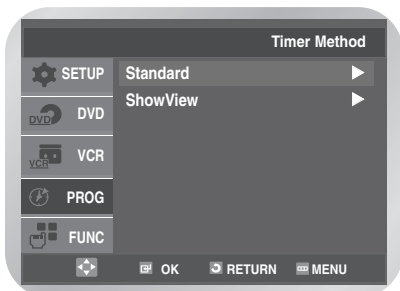 Timer Method
SETUP
Standard
ShowView
DVD DVD
VCR VCR
PROG
FUNC
OK RETURN MENU